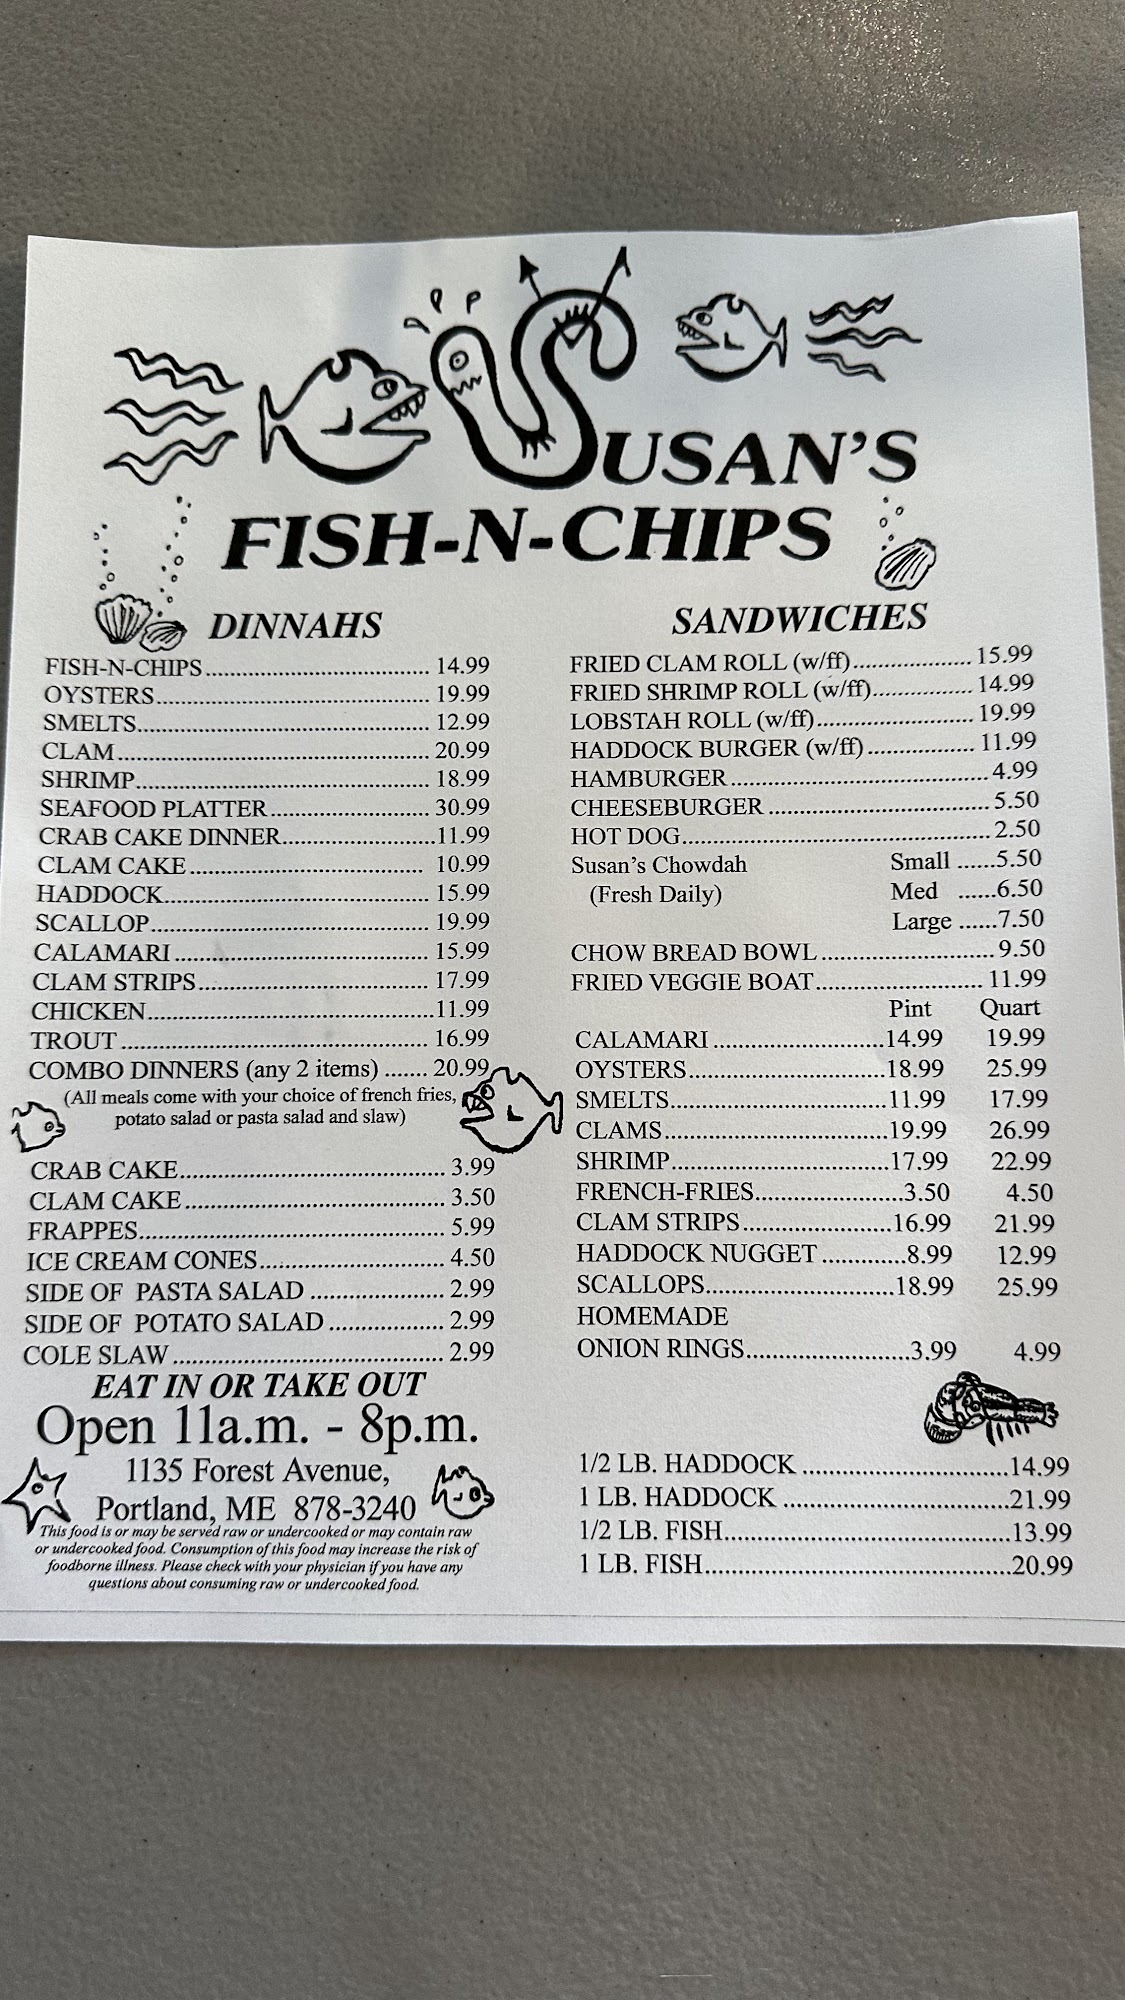 SUSAN'S
FISH-N-CHIPS
DINNAHS
FISH-N-CHIPS.......... 14.99
OYSTERS.......... 19.99
SMELTS.......... 12.99
CLAM.......... 20.99
SHRIMP.......... 18.99
SEAFOOD PLATTER.......... 30.99
CRAB CAKE DINNER..........11.99
CLAM CAKE.......... 10.99
HADDOCK.......... 15.99
SCALLOP.......... 19.99
CALAMARI.......... 15.99
CLAM STRIPS.......... 17.99
CHICKEN..........11.99
TROUT.......... 16.99
COMBO DINNERS (any 2 items) ....... 20.99
(All meals come with your choice of french fries,
potato salad or pasta salad and slaw)
CRAB CAKE.......... 3.99
CLAM CAKE.......... 3.50
FRAPPES.......... 5.99
ICE CREAM CONES.......... 4.50
SIDE OF PASTA SALAD .......... 2.99
SIDE OF POTATO SALAD .......... 2.99
COLE SLAW.......... 2.99
EAT IN OR TAKE OUT
Open 11a.m. - 8p.m.
1135 Forest Avenue,
Portland, ME 878-3240
This food is or may be served raw or undercooked or may contain raw
or undercooked food. Consumption of this food may increase the risk of
foodborne illness. Please check with your physician if you have any
questions about consuming raw or undercooked food.
SANDWICHES
FRIED CLAM ROLL (w/ff)..........15.99
FRIED SHRIMP ROLL (w/ff).......... 14.99
LOBSTAH ROLL (w/ff).......... 19.99
HADDOCK BURGER (w/ff).......... 11.99
HAMBURGER..........4.99
CHEESEBURGER ..........5.50
HOT DOG..........2.50
Susan's Chowdah Small ......5.50
(Fresh Daily) Med ......6.50
Large ......7.50
CHOW BREAD BOWL..........9.50
FRIED VEGGIE BOAT.......... 11.99
Pint Quart
CALAMARI..........14.99 19.99
OYSTERS..........18.99 25.99
SMELTS..........11.99 17.99
CLAMS..........19.99 26.99
SHRIMP..........17.99 22.99
FRENCH-FRIES..........3.50 4.50
CLAM STRIPS..........16.99 21.99
HADDOCK NUGGET..........8.99 12.99
SCALLOPS..........18.99 25.99
HOMEMADE
ONION RINGS..........3.99 4.99
1/2 LB. HADDOCK ..........14.99
1 LB. HADDOCK ..........21.99
1/2 LB. FISH..........13.99
1 LB. FISH..........20.99